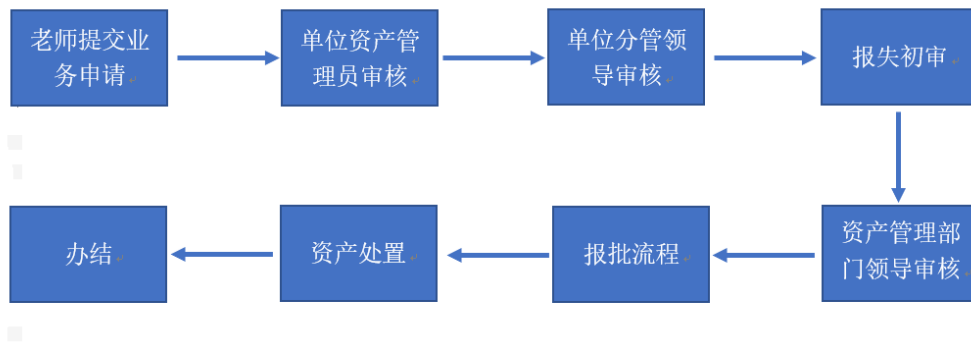 老师提交业
务申请
单位资产管
理员审核
单位分管领
导审核
报失初审
资产管理部
门领导审核
报批流程
资产处置
办结